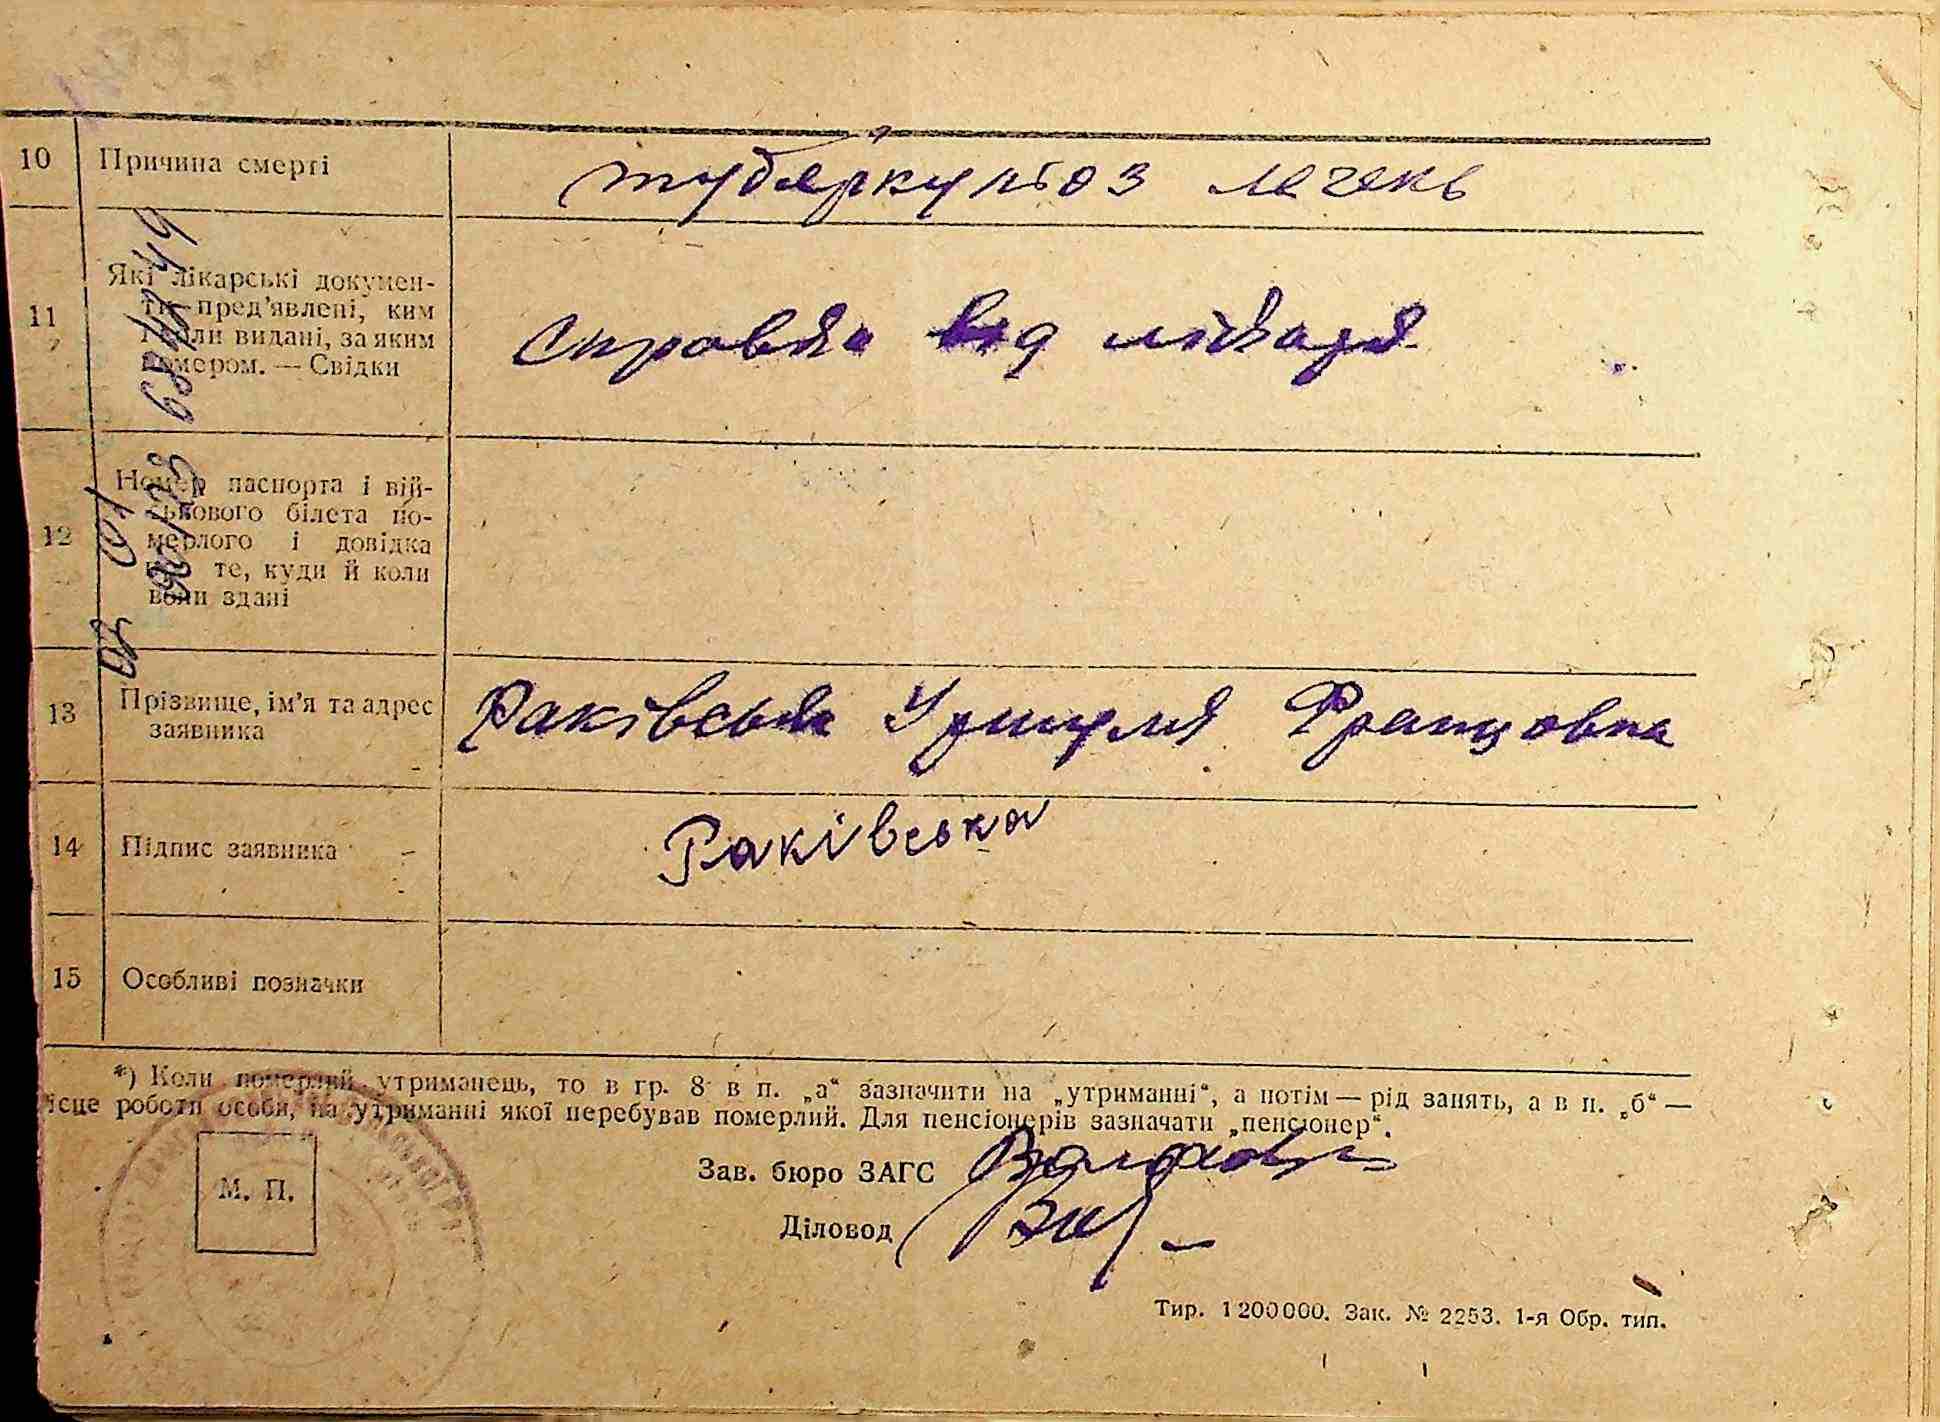 10 Причина смерті тубяркульоз легень
11 Які лікарські докумен-
ти пред'явлені, ким
були видані, за яким
номером. — Свідки
справка від лікаря
12 Номер паспорта і вій-
ськового білета по-
мерлого і довідка
про те, куди й коли
вони здані
13 Прізвище, ім'я та адрес
заявника
Раківська Уршуля Францовна
14 Підпис заявника Раківська
15 Особливі позначки
*) Коли померлий утриманець, то в гр. 8 в п. „а“ зазначити на „утриманні“, а потім — рід занять, а в п. „б“ —
ісце роботи особи, на утриманні якої перебував померлий. Для пенсіонерів зазначати „пенсіонер“.
М. П.
Зав. бюро ЗАГС
Діловод
Тир. 1200000. Зак. № 2253. 1-я Обр. тип.